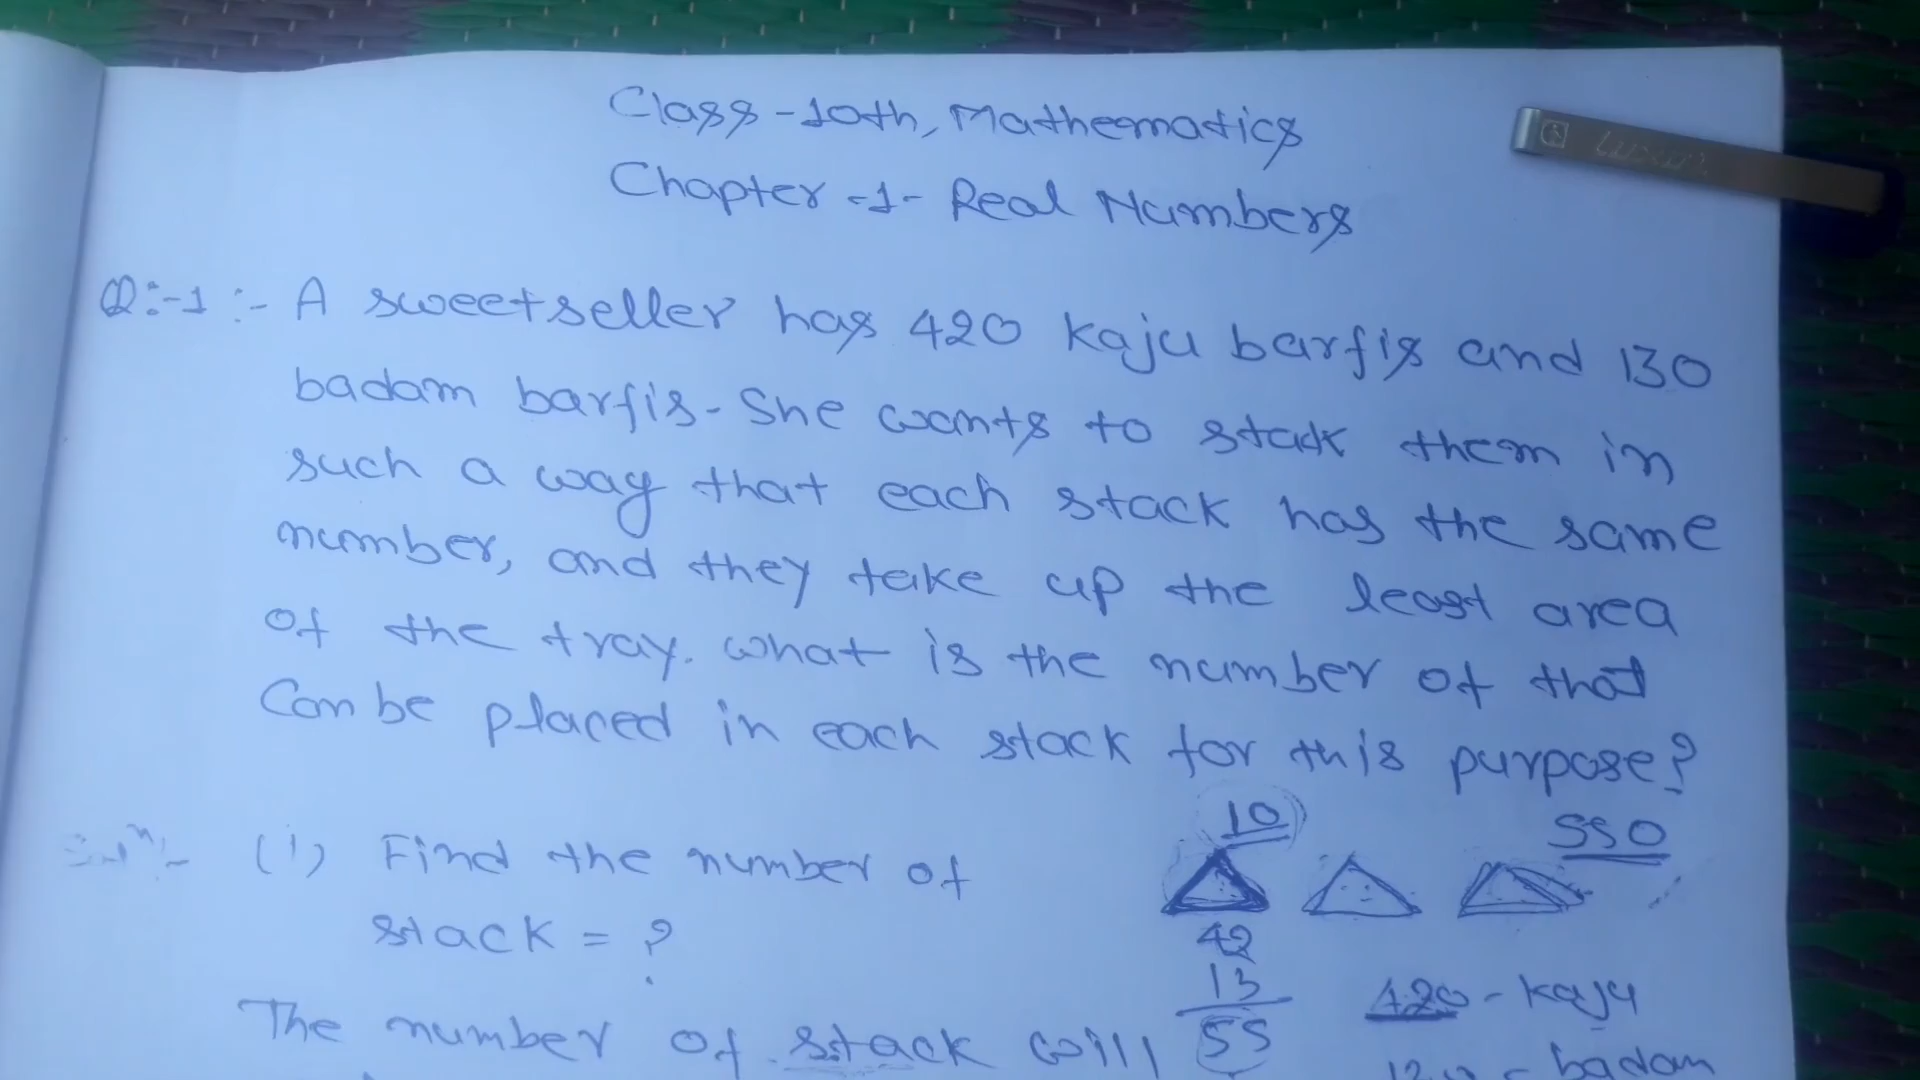 Class-10th, Mathematics
Chapter-1- Real Numbers
Q:-1:- A sweetseller has 420 kaju barfis and 130
badam barfis. She wants to stack them in
such a way that each stack has the same
number, and they take up the least area
of the tray. what is the number of that
Can be placed in each stack for this purpose?
10
550
(i) Find the number of
stack = ?
42
13
55
420 - kaju
The number of stack will
130 - badam